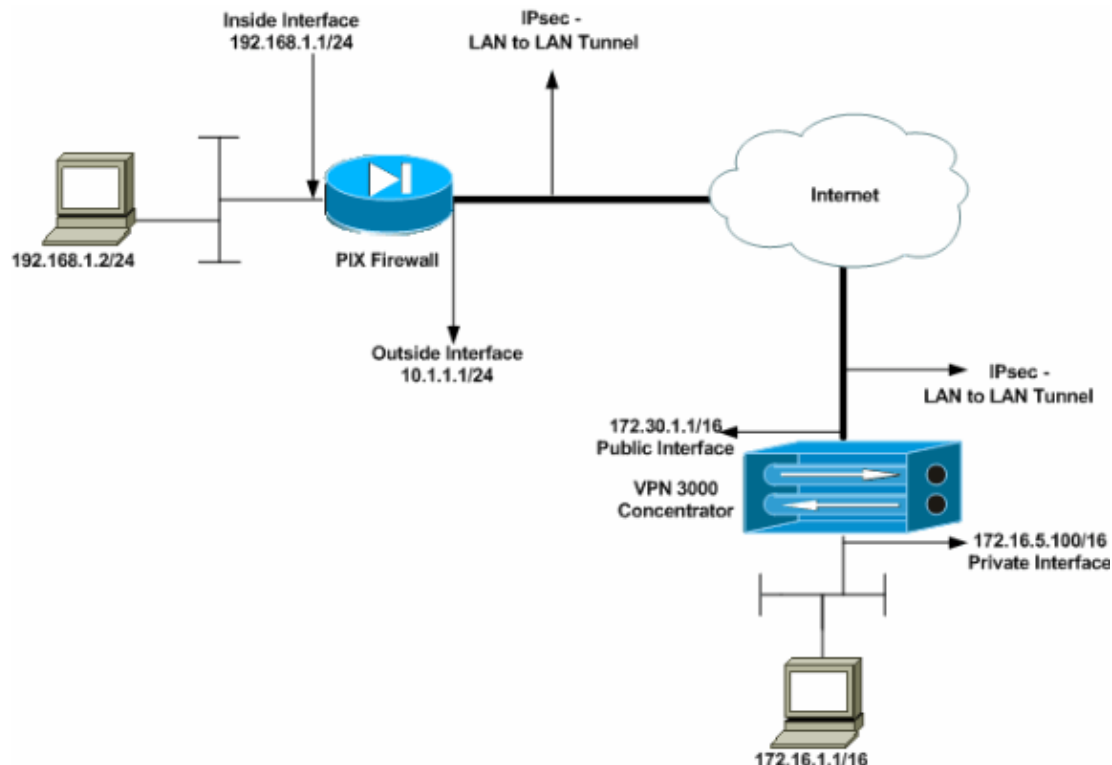 Inside Interface
192.168.1.1/24
IPsec -
LAN to LAN Tunnel
Internet
192.168.1.2/24
PIX Firewall
Outside Interface
10.1.1.1/24
IPsec -
LAN to LAN Tunnel
172.30.1.1/16
Public Interface
VPN 3000
Concentrator
172.16.5.100/16
Private Interface
172.16.1.1/16